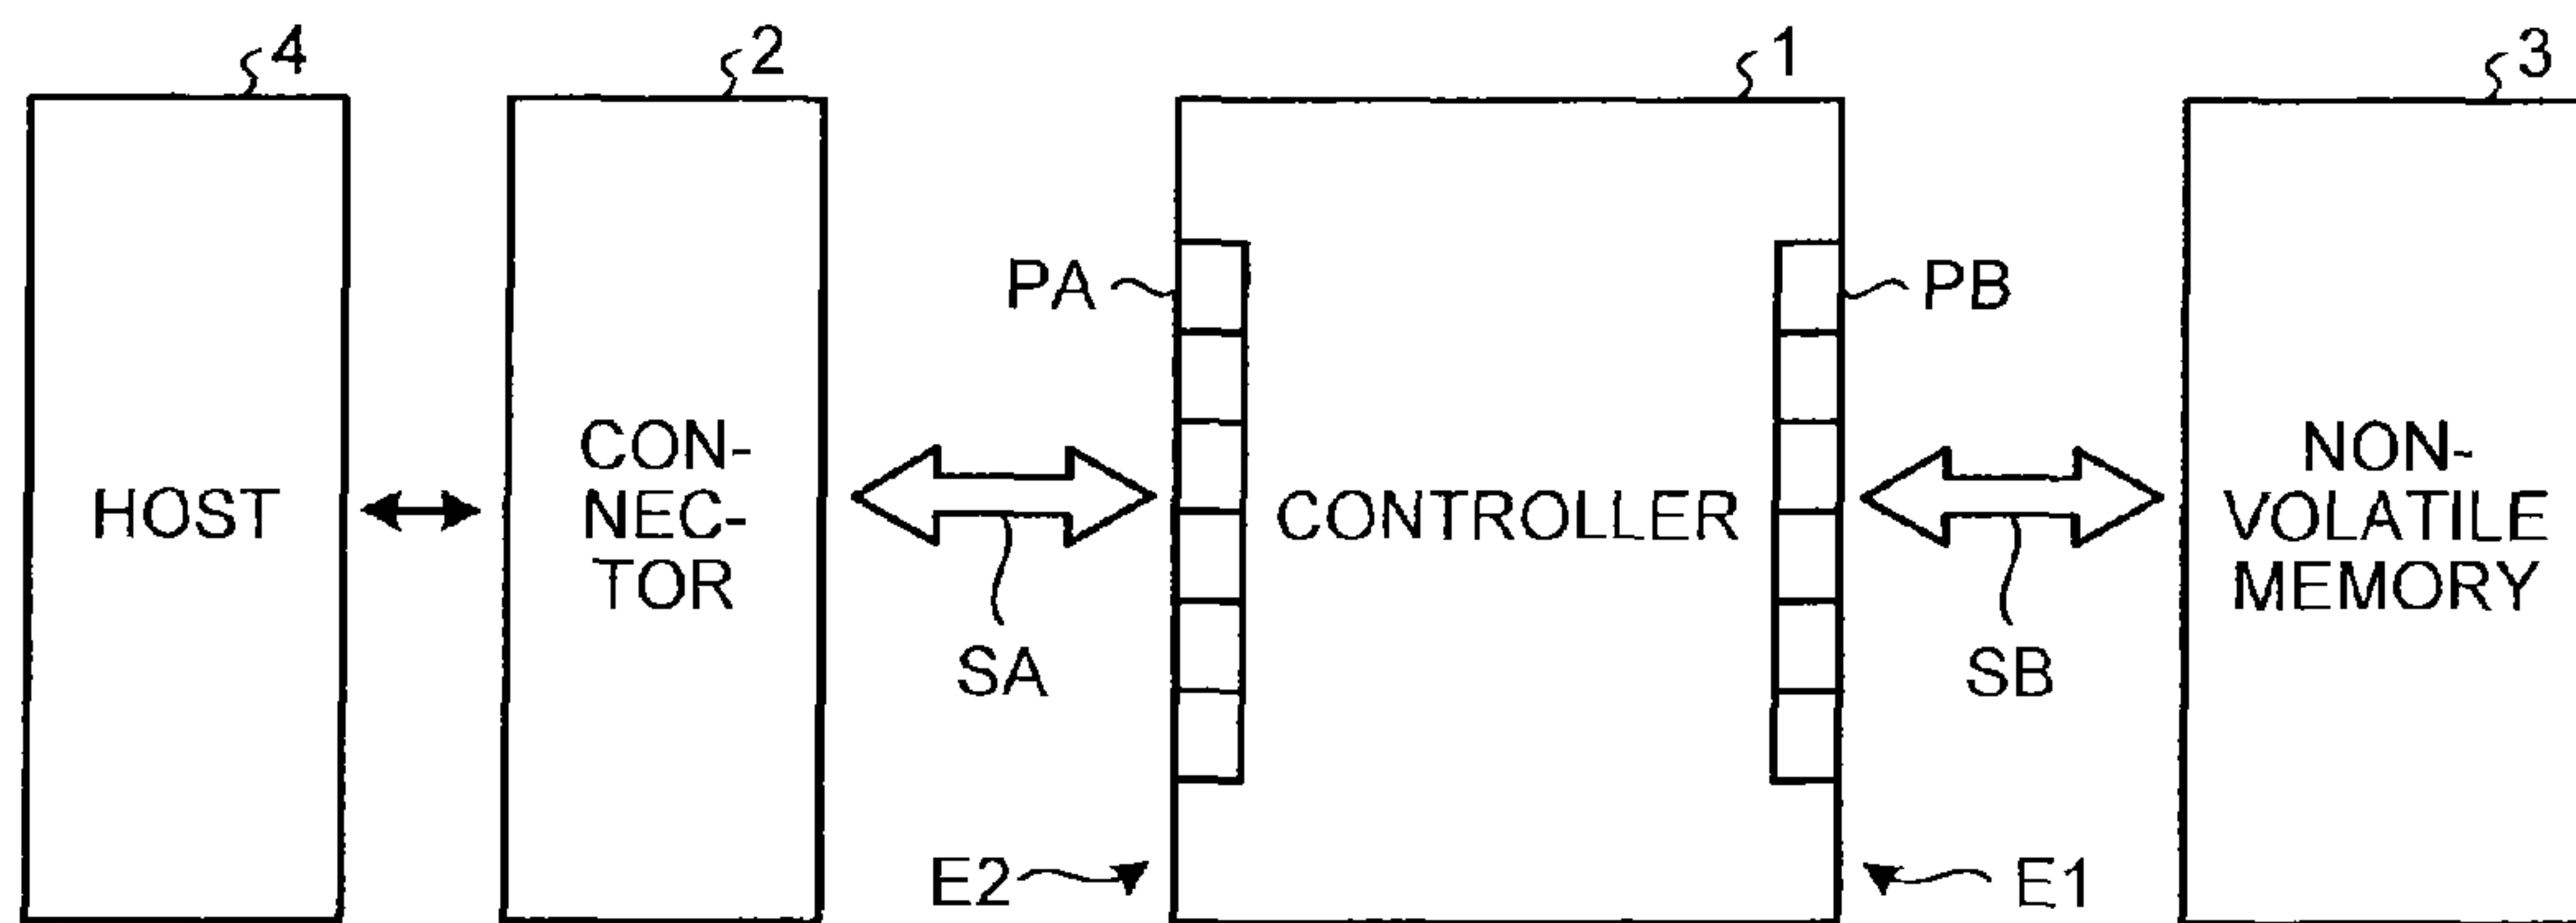 4
2
1
3
PA
PB
HOST
CON-
NEC-
TOR
CONTROLLER
NON-
VOLATILE
MEMORY
SA
SB
E2
E1